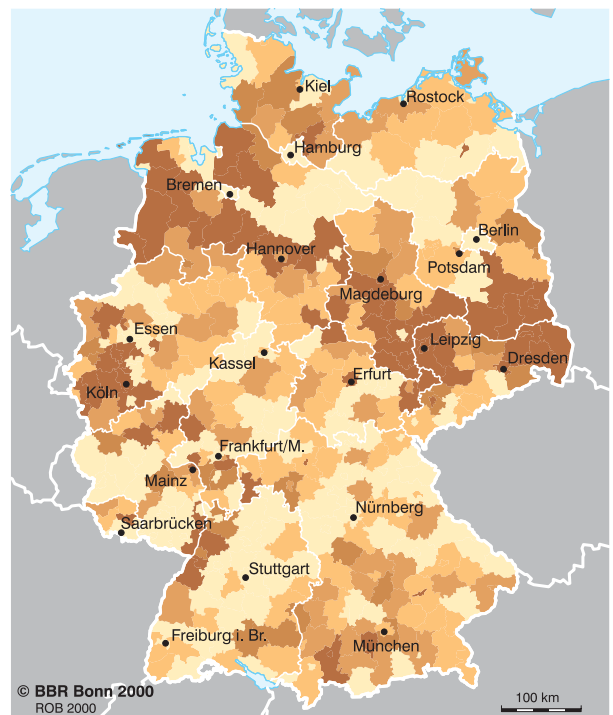 Kiel
Rostock
Hamburg
Bremen
Berlin
Hannover
Potsdam
Magdeburg
Essen
Leipzig
Kassel
Dresden
Köln
Erfurt
Frankfurt/M.
Mainz
Nürnberg
Saarbrücken
Stuttgart
Freiburg i. Br.
München
© BBR Bonn 2000
ROB 2000
100 km